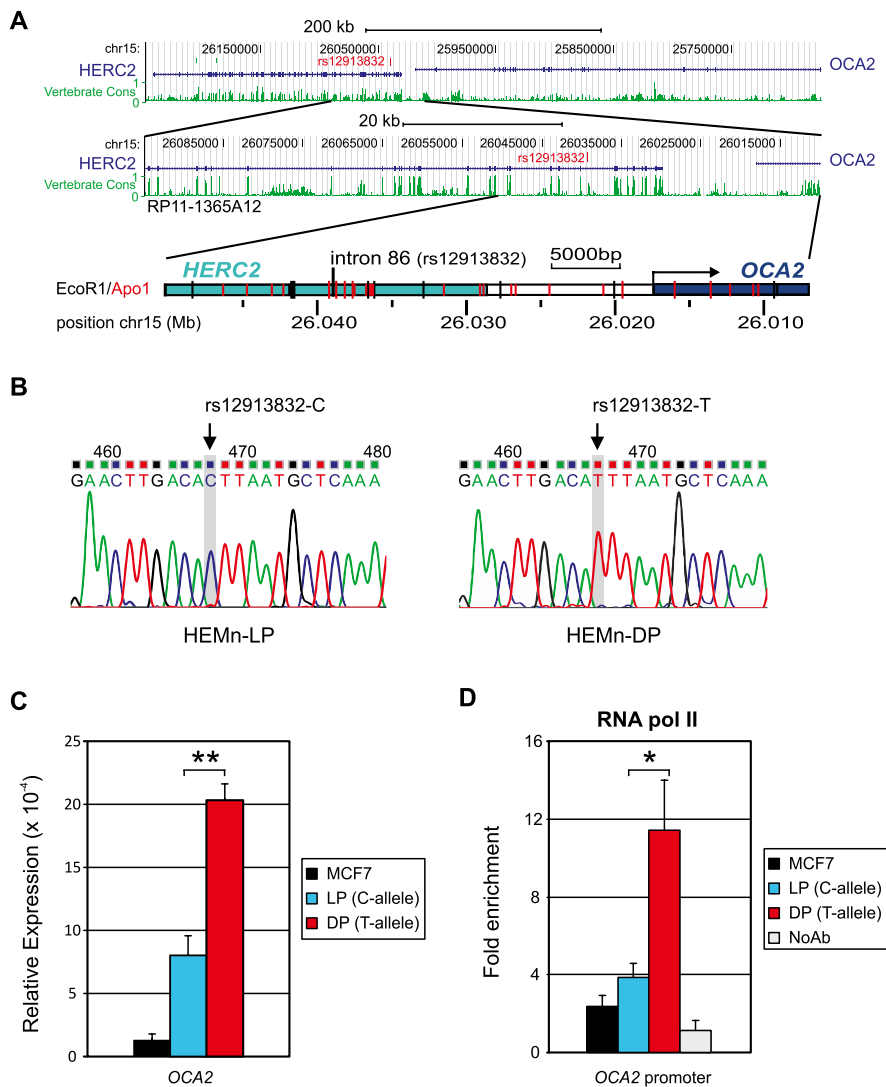 A
200 kb
chr15: 26150000 26050000 25950000 25850000 25750000
rs12913832
HERC2 OCA2
Vertebrate Cons 1
0
20 kb
chr15: 26085000 26075000 26065000 26055000 26045000 26035000 26025000 26015000
HERC2 rs12913832 OCA2
Vertebrate Cons 1
0
RP11-1365A12
intron 86 (rs12913832) 5000bp
HERC2 OCA2
EcoR1/Apo1
position chr15 (Mb) 26.040 26.030 26.020 26.010
B
rs12913832-C rs12913832-T
460 470 480 460 470
GAACTTGACACTTAATGCTCAAA GAACTTGACATTTAATGCTCAAA
HEMn-LP HEMn-DP
C
Relative Expression (x 10-4)
25
20
15
10
5
0
**
OCA2
MCF7
LP (C-allele)
DP (T-allele)
D
RNA pol II
Fold enrichment
16
12
8
4
0
*
OCA2 promoter
MCF7
LP (C-allele)
DP (T-allele)
NoAb